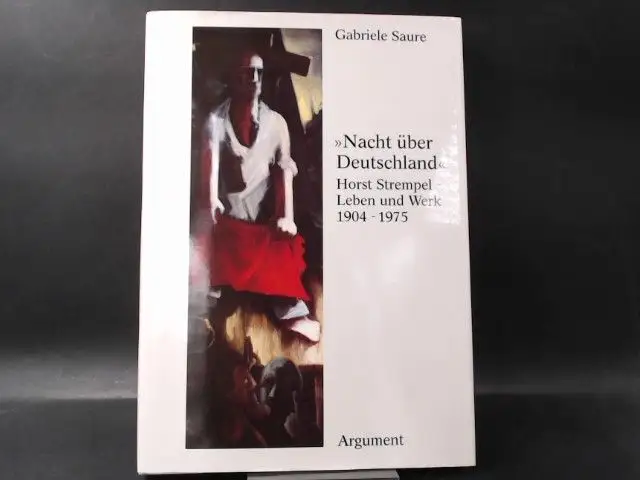 Gabriele Saure
»Nacht über
Deutschland«
Horst Strempel -
Leben und Werk
1904 - 1975
Argument